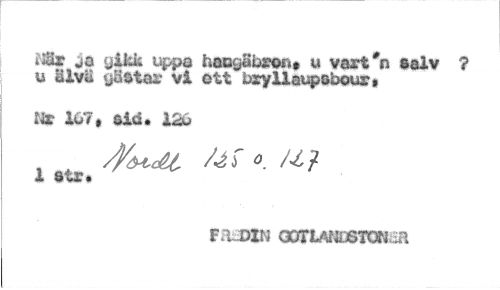 När ja gikk uppa hangäbron, u vart´n salv ?
u älvä gästar vi ett bryllaupsbour,
Nr 167, sid. 126
Nordl 125 o. 127
1 str.
FREDIN GOTLANDSTONER